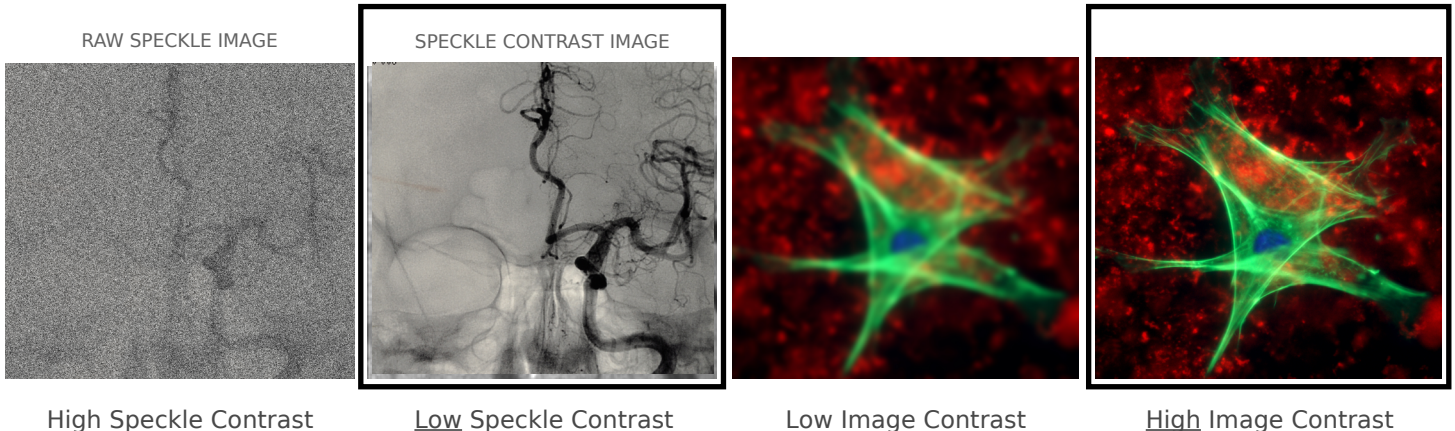 RAW SPECKLE IMAGE
SPECKLE CONTRAST IMAGE
High Speckle Contrast
Low Speckle Contrast
Low Image Contrast
High Image Contrast